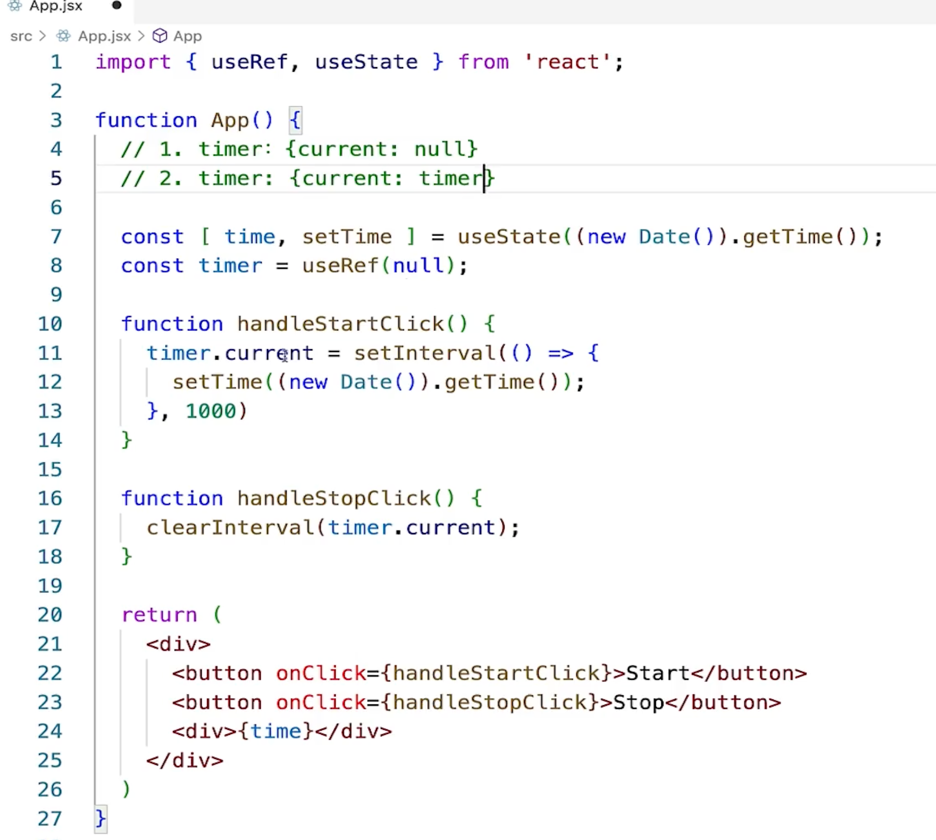 App.jsx
src > App.jsx > App
1 import { useRef, useState } from 'react';
2
3 function App() {
4 // 1. timer: {current: null}
5 // 2. timer: {current: timer}
6
7 const [ time, setTime ] = useState((new Date()).getTime());
8 const timer = useRef(null);
9
10 function handleStartClick() {
11 timer.current = setInterval(() => {
12 setTime((new Date()).getTime());
13 }, 1000)
14 }
15
16 function handleStopClick() {
17 clearInterval(timer.current);
18 }
19
20 return (
21 <div>
22 <button onClick={handleStartClick}>Start</button>
23 <button onClick={handleStopClick}>Stop</button>
24 <div>{time}</div>
25 </div>
26 )
27 }